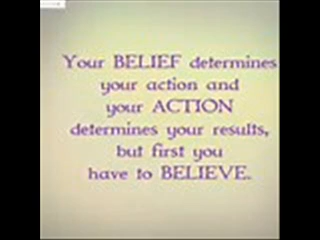 Your BELIEF determines
your action and
your ACTION
determines your results,
but first you
have to BELIEVE.